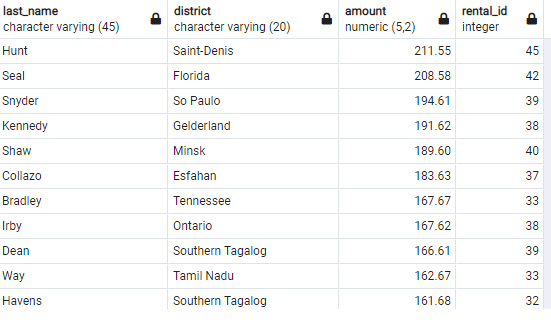 last_name district amount rental_id
character varying (45) character varying (20) numeric (5,2) integer
Hunt Saint-Denis 211.55 45
Seal Florida 208.58 42
Snyder So Paulo 194.61 39
Kennedy Gelderland 191.62 38
Shaw Minsk 189.60 40
Collazo Esfahan 183.63 37
Bradley Tennessee 167.67 33
Irby Ontario 167.62 38
Dean Southern Tagalog 166.61 39
Way Tamil Nadu 162.67 33
Havens Southern Tagalog 161.68 32